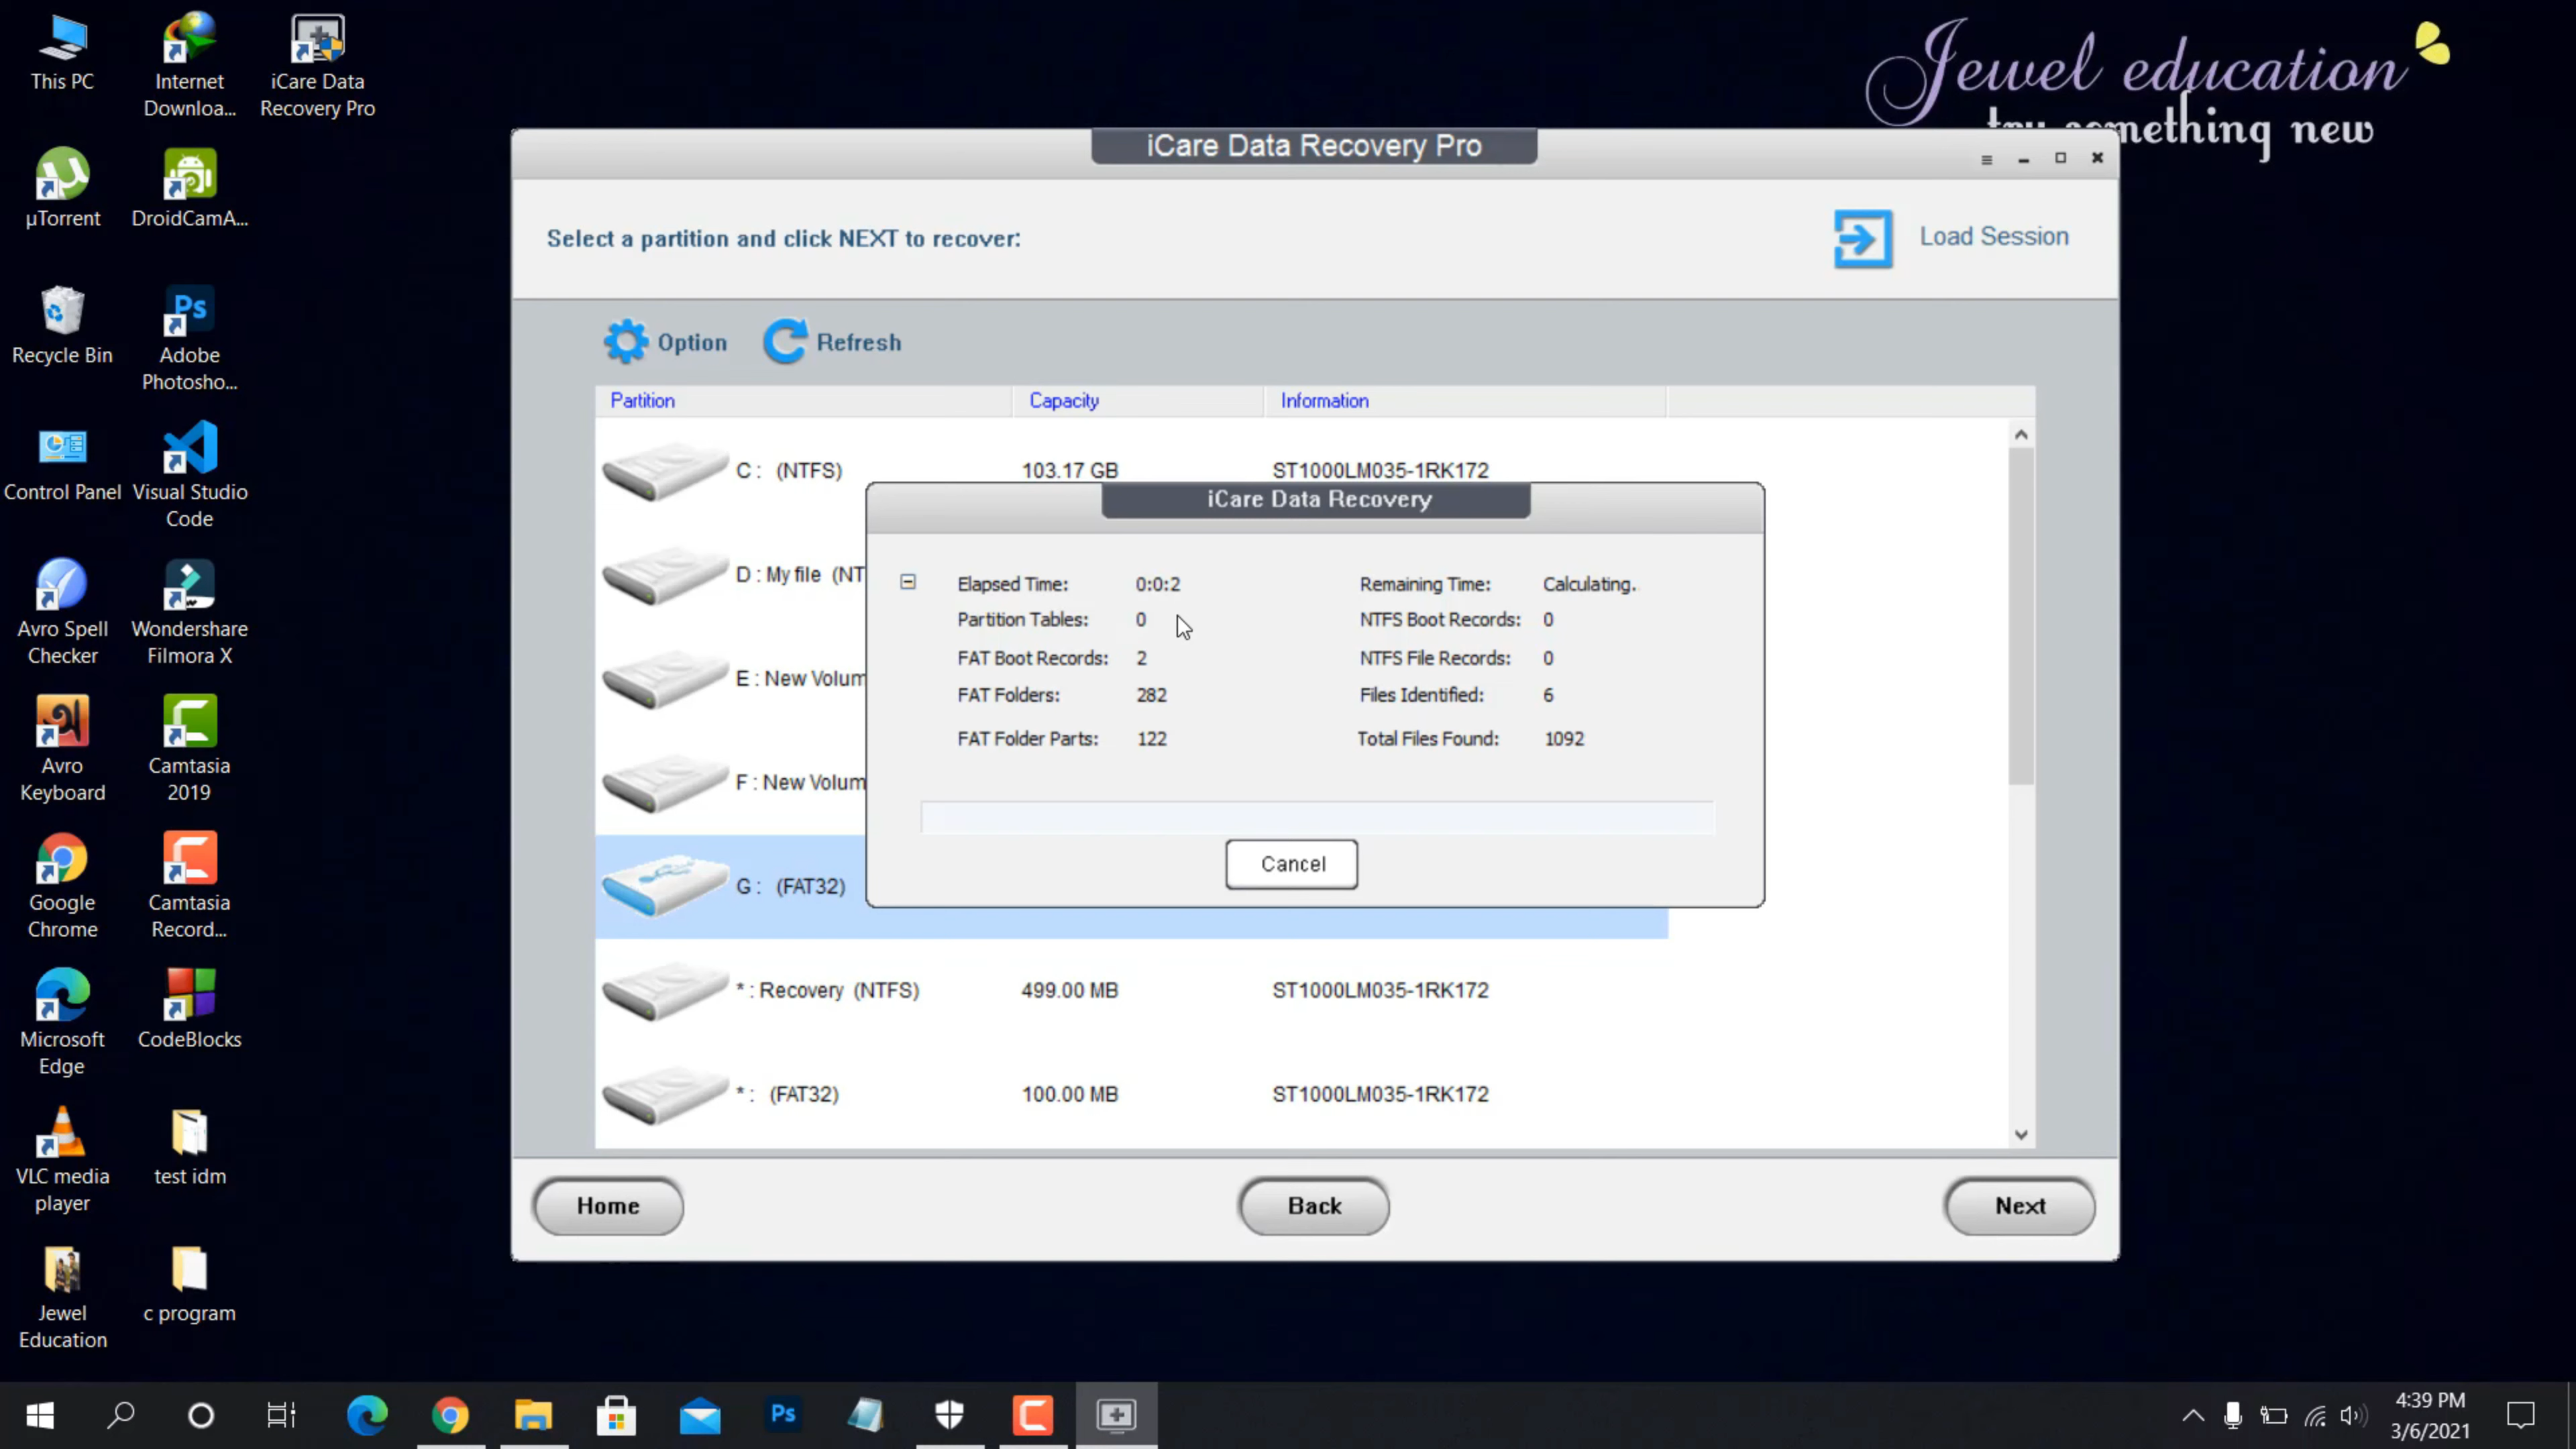 This PC
Internet
Downloa...
iCare Data
Recovery Pro
µTorrent
DroidCamA...
Recycle Bin
Ps
Adobe
Photosho...
Control Panel
Visual Studio
Code
Avro Spell
Checker
Wondershare
Filmora X
Avro
Keyboard
Camtasia
2019
Google
Chrome
Camtasia
Record...
Microsoft
Edge
CodeBlocks
VLC media
player
test idm
Jewel
Education
c program
Jewel education
try something new
iCare Data Recovery Pro
Select a partition and click NEXT to recover:
Load Session
Option
Refresh
Partition
Capacity
Information
C : (NTFS)
103.17 GB
ST1000LM035-1RK172
D : My file (NT
E : New Volum
F : New Volum
G : (FAT32)
* : Recovery (NTFS)
499.00 MB
ST1000LM035-1RK172
* : (FAT32)
100.00 MB
ST1000LM035-1RK172
iCare Data Recovery
Elapsed Time: 0:0:2
Remaining Time: Calculating.
Partition Tables: 0
NTFS Boot Records: 0
FAT Boot Records: 2
NTFS File Records: 0
FAT Folders: 282
Files Identified: 6
FAT Folder Parts: 122
Total Files Found: 1092
Cancel
Home
Back
Next
Ps
4:39 PM
3/6/2021